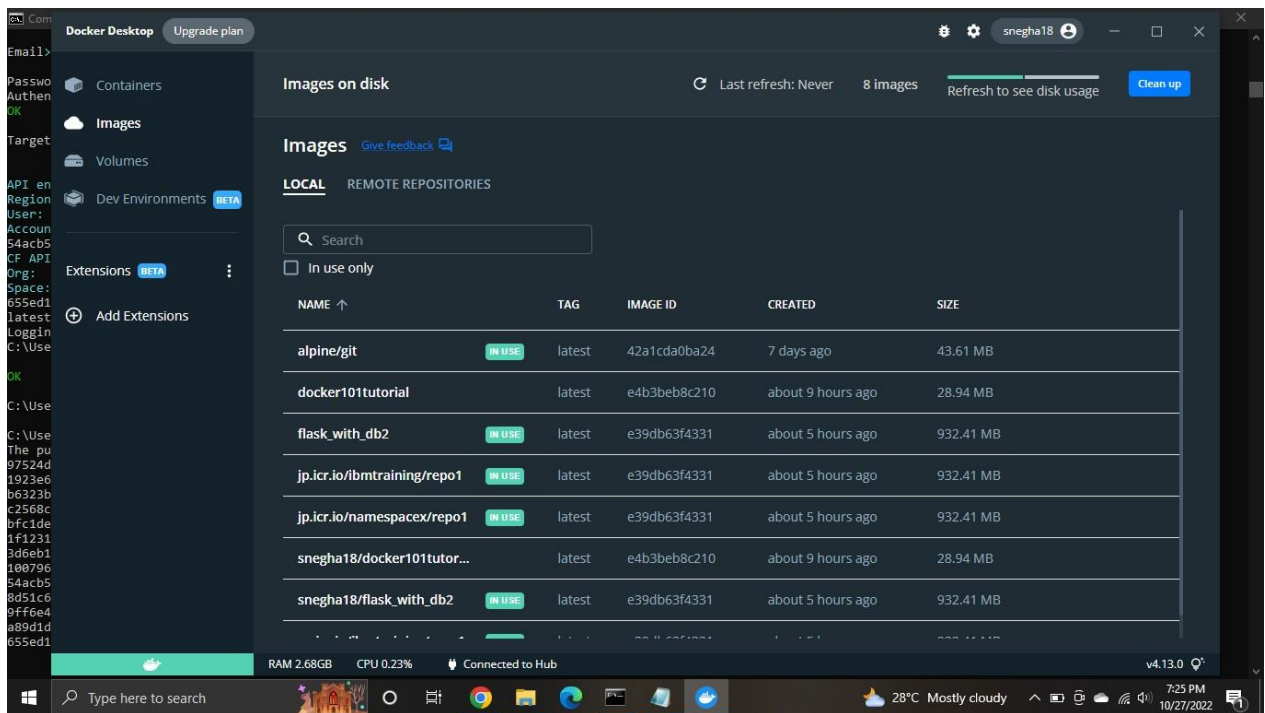 Com
Docker Desktop Upgrade plan snegha18
Email>
Passwo
Authen
OK
Target
API en
Region
User:
Accoun
54acb5
CF API
Org:
Space:
655ed1
latest
Loggin
C:\Use
OK
C:\Use
C:\Use
The pu
97524d
1923e6
b6323b
c2568c
bfc1de
1f1231
3d6eb1
100796
54acb5
8d51c6
9ff6e4
a89d1d
655ed1
Containers
Images
Volumes
Dev Environments BETA
Extensions BETA
Add Extensions
Images on disk Last refresh: Never 8 images Refresh to see disk usage Clean up
Images Give feedback
LOCAL REMOTE REPOSITORIES
Search
In use only
NAME TAG IMAGE ID CREATED SIZE
alpine/git IN USE latest 42a1cda0ba24 7 days ago 43.61 MB
docker101tutorial latest e4b3beb8c210 about 9 hours ago 28.94 MB
flask_with_db2 IN USE latest e39db63f4331 about 5 hours ago 932.41 MB
jp.icr.io/ibmtraining/repo1 IN USE latest e39db63f4331 about 5 hours ago 932.41 MB
jp.icr.io/namespacex/repo1 IN USE latest e39db63f4331 about 5 hours ago 932.41 MB
snegha18/docker101tutor... latest e4b3beb8c210 about 9 hours ago 28.94 MB
snegha18/flask_with_db2 IN USE latest e39db63f4331 about 5 hours ago 932.41 MB
RAM 2.68GB CPU 0.23% Connected to Hub v4.13.0
Type here to search 28°C Mostly cloudy 7:25 PM
10/27/2022 1